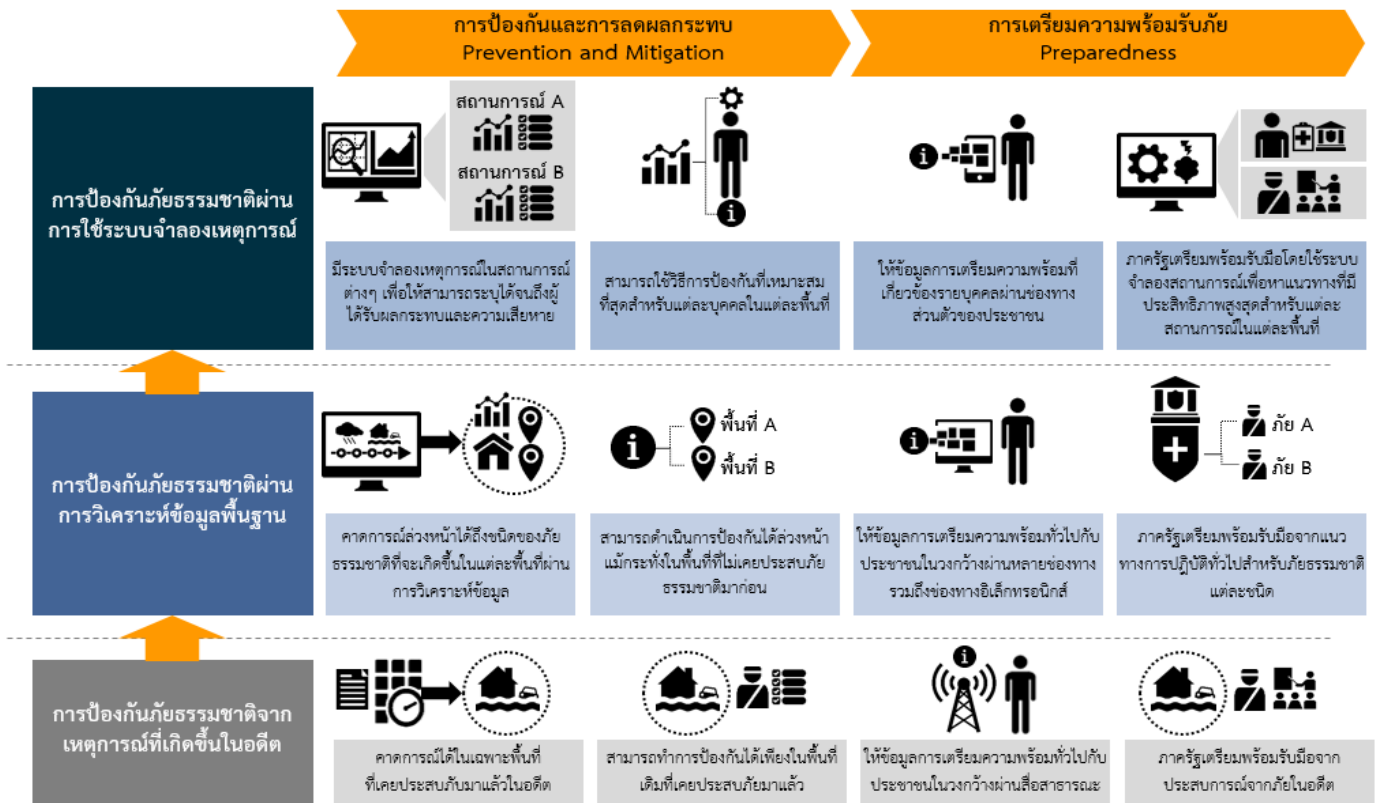 การป้องกันและการลดผลกระทบ
Prevention and Mitigation
การเตรียมความพร้อมรับภัย
Preparedness
การป้องกันภัยธรรมชาติผ่าน
การใช้ระบบจำลองเหตุการณ์
สถานการณ์ A
สถานการณ์ B
มีระบบจำลองเหตุการณ์ในสถานการณ์
ต่างๆ เพื่อให้สามารถระบุได้จนถึงผู้
ได้รับผลกระทบและความเสียหาย
สามารถใช้วิธีการป้องกันที่เหมาะสม
ที่สุดสำหรับแต่ละบุคคลในแต่ละพื้นที่
ให้ข้อมูลการเตรียมความพร้อมที่
เกี่ยวข้องรายบุคคลผ่านช่องทาง
ส่วนตัวของประชาชน
ภาครัฐเตรียมพร้อมรับมือโดยใช้ระบบ
จำลองสถานการณ์เพื่อหาแนวทางที่มี
ประสิทธิภาพสูงสุดสำหรับแต่ละ
สถานการณ์ในแต่ละพื้นที่
การป้องกันภัยธรรมชาติผ่าน
การวิเคราะห์ข้อมูลพื้นฐาน
พื้นที่ A
พื้นที่ B
ภัย A
ภัย B
คาดการณ์ล่วงหน้าได้ถึงชนิดของภัย
ธรรมชาติที่จะเกิดขึ้นในแต่ละพื้นที่ผ่าน
การวิเคราะห์ข้อมูล
สามารถดำเนินการป้องกันได้ล่วงหน้า
แม้กระทั่งในพื้นที่ที่ไม่เคยประสบภัย
ธรรมชาติมาก่อน
ให้ข้อมูลการเตรียมความพร้อมทั่วไปกับ
ประชาชนในวงกว้างผ่านหลายช่องทาง
รวมถึงช่องทางอิเล็กทรอนิกส์
ภาครัฐเตรียมพร้อมรับมือจากแนว
ทางการปฏิบัติทั่วไปสำหรับภัยธรรมชาติ
แต่ละชนิด
การป้องกันภัยธรรมชาติจาก
เหตุการณ์ที่เกิดขึ้นในอดีต
คาดการณ์ได้ในเฉพาะพื้นที่
ที่เคยประสบกับมาแล้วในอดีต
สามารถทำการป้องกันได้เพียงในพื้นที่
เดิมที่เคยประสบภัยมาแล้ว
ให้ข้อมูลการเตรียมความพร้อมทั่วไปกับ
ประชาชนในวงกว้างผ่านสื่อสาธารณะ
ภาครัฐเตรียมพร้อมรับมือจาก
ประสบการณ์จากภัยในอดีต